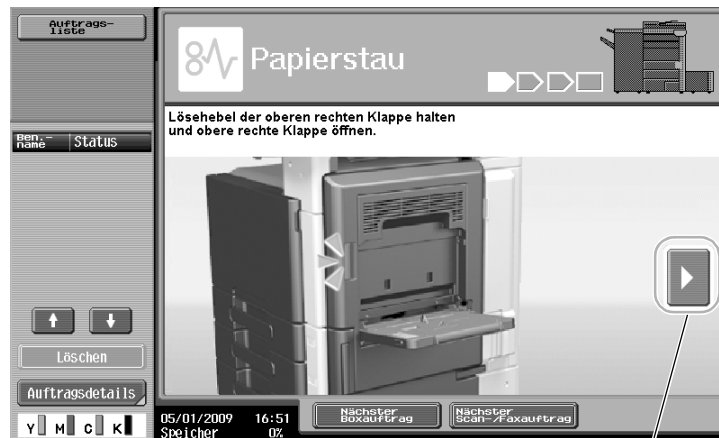 Auftrags-
liste
Papierstau
Lösehebel der oberen rechten Klappe halten
und obere rechte Klappe öffnen.
Ben.-
name
Status
Löschen
Auftragsdetails
Y M C K
05/01/2009 16:51
Speicher 0%
Nächster
Boxauftrag
Nächster
Scan-/Faxauftrag